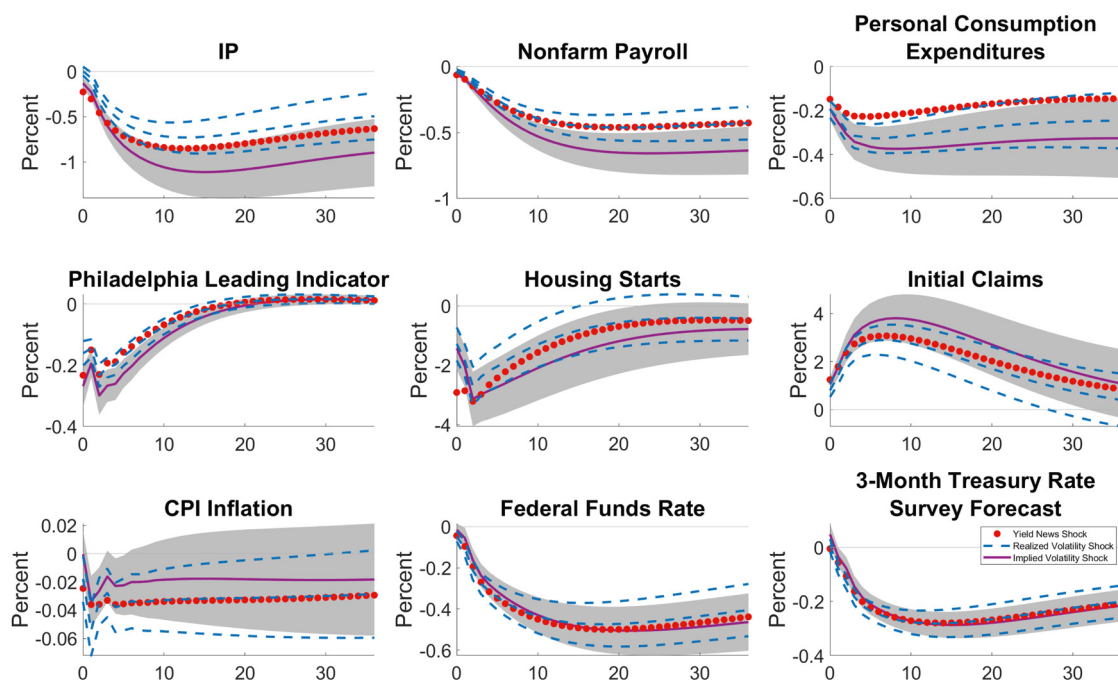 IP
Percent
0
-0.5
-1
0
10
20
30
Nonfarm Payroll
Percent
0
-0.5
-1
0
10
20
30
Personal Consumption
Expenditures
Percent
0
-0.2
-0.4
-0.6
0
10
20
30
Philadelphia Leading Indicator
Percent
0
-0.2
-0.4
0
10
20
30
Housing Starts
Percent
0
-2
-4
0
10
20
30
Initial Claims
Percent
4
2
0
0
10
20
30
CPI Inflation
Percent
0.02
0
-0.02
-0.04
-0.06
0
10
20
30
Federal Funds Rate
Percent
0
-0.2
-0.4
-0.6
0
10
20
30
3-Month Treasury Rate
Survey Forecast
Percent
0
-0.2
-0.4
0
10
20
30
Yield News Shock
Realized Volatility Shock
Implied Volatility Shock